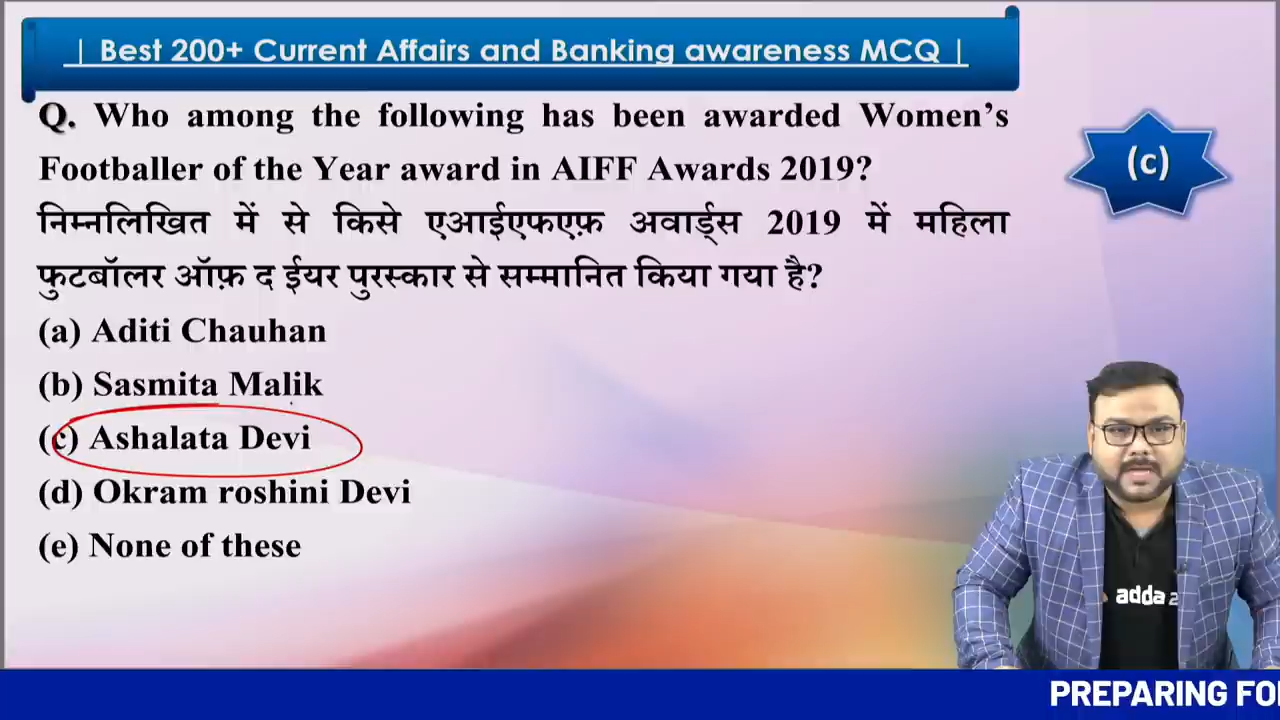 | Best 200+ Current Affairs and Banking awareness MCQ |
Q. Who among the following has been awarded Women's
Footballer of the Year award in AIFF Awards 2019?
(c)
निम्नलिखित में से किसे एआईएफएफ़ अवार्ड्स 2019 में महिला
फुटबॉलर ऑफ़ द ईयर पुरस्कार से सम्मानित किया गया है?
(a) Aditi Chauhan
(b) Sasmita Malik
(c) Ashalata Devi
(d) Okram roshini Devi
(e) None of these
adda 2
PREPARING FO